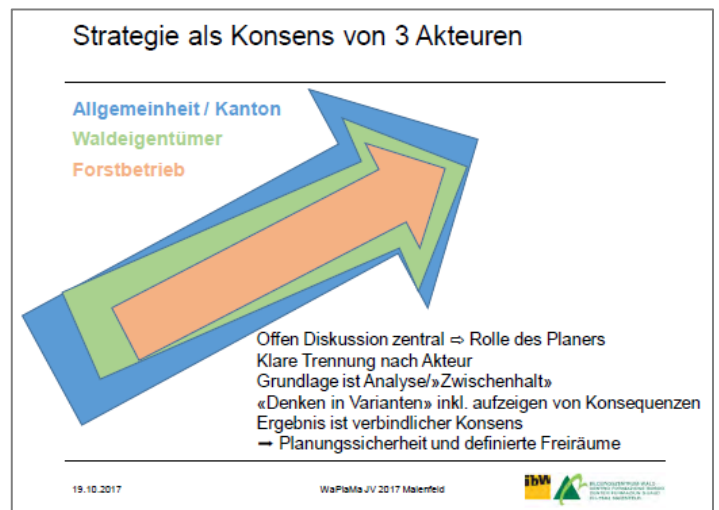 Strategie als Konsens von 3 Akteuren
Allgemeinheit / Kanton
Waldeigentümer
Forstbetrieb
Offen Diskussion zentral ⇨ Rolle des Planers
Klare Trennung nach Akteur
Grundlage ist Analyse/»Zwischenhalt»
«Denken in Varianten» inkl. aufzeigen von Konsequenzen
Ergebnis ist verbindlicher Konsens
➞ Planungssicherheit und definierte Freiräume
19.10.2017
WaPlaMa JV 2017 Maienfeld
ibW
BILDUNGSZENTRUM WALD